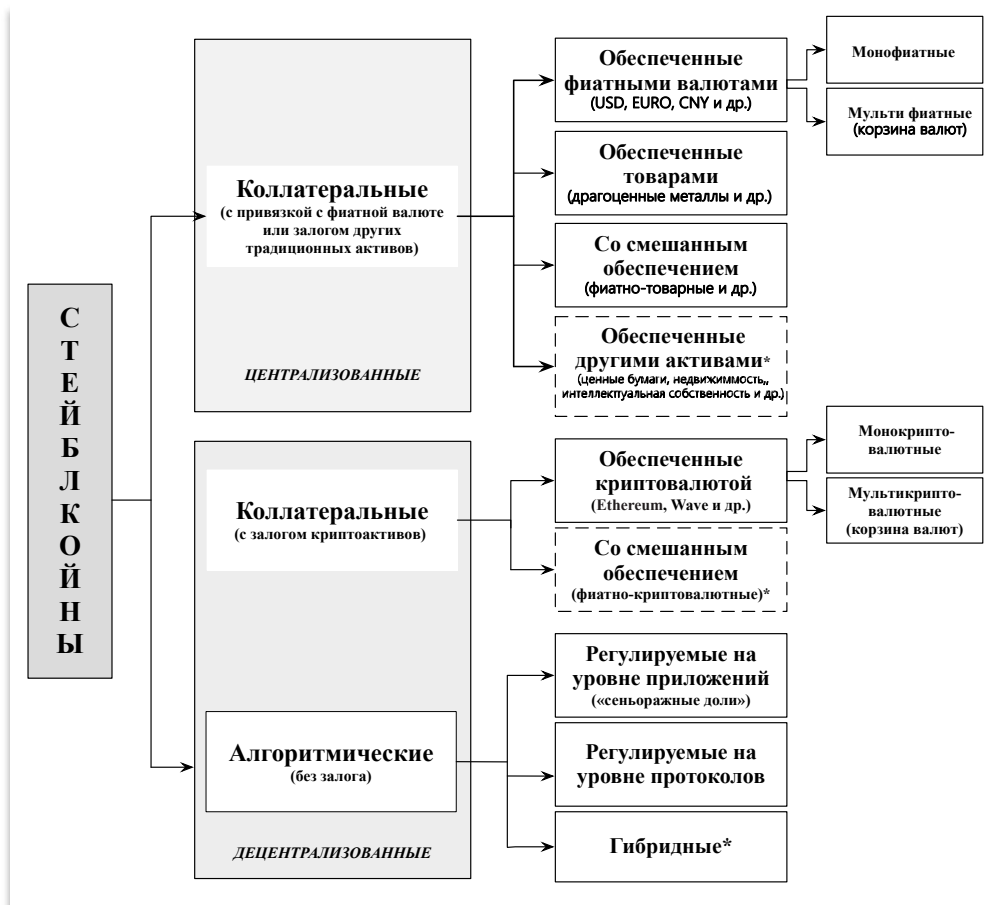 СТЕЙБЛКОЙНЫ
Коллатеральные
(с привязкой с фиатной валюте
или залогом других
традиционных активов)
ЦЕНТРАЛИЗОВАННЫЕ
Обеспеченные
фиатными валютами
(USD, EURO, CNY и др.)
Монофиатные
Мульти фиатные
(корзина валют)
Обеспеченные
товарами
(драгоценные металлы и др.)
Со смешанным
обеспечением
(фиатно-товарные и др.)
Обеспеченные
другими активами*
(ценные бумаги, недвижиммость,,
интеллектуальная собственность и др.)
Коллатеральные
(с залогом криптоактивов)
Обеспеченные
криптовалютой
(Ethereum, Wave и др.)
Монокрипто-
валютные
Мультикрипто-
валютные
(корзина валют)
Со смешанным
обеспечением
(фиатно-криптовалютные)*
Алгоритмические
(без залога)
ДЕЦЕНТРАЛИЗОВАННЫЕ
Регулируемые на
уровне приложений
(«сеньоражные доли»)
Регулируемые на
уровне протоколов
Гибридные*